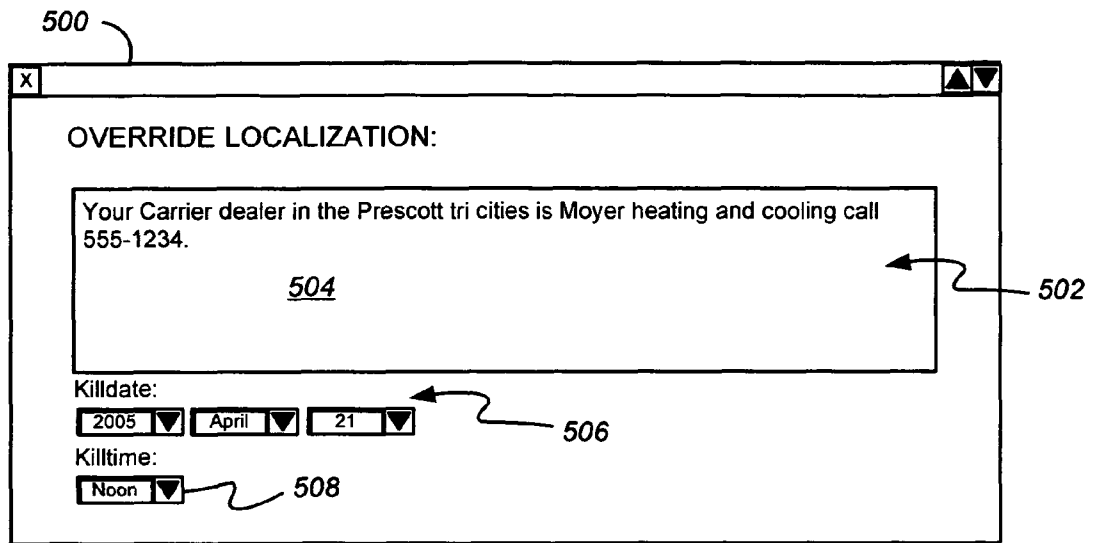 500
X
OVERRIDE LOCALIZATION:
Your Carrier dealer in the Prescott tri cities is Moyer heating and cooling call
555-1234.
504
502
Killdate:
2005 April 21
506
Killtime:
Noon
508